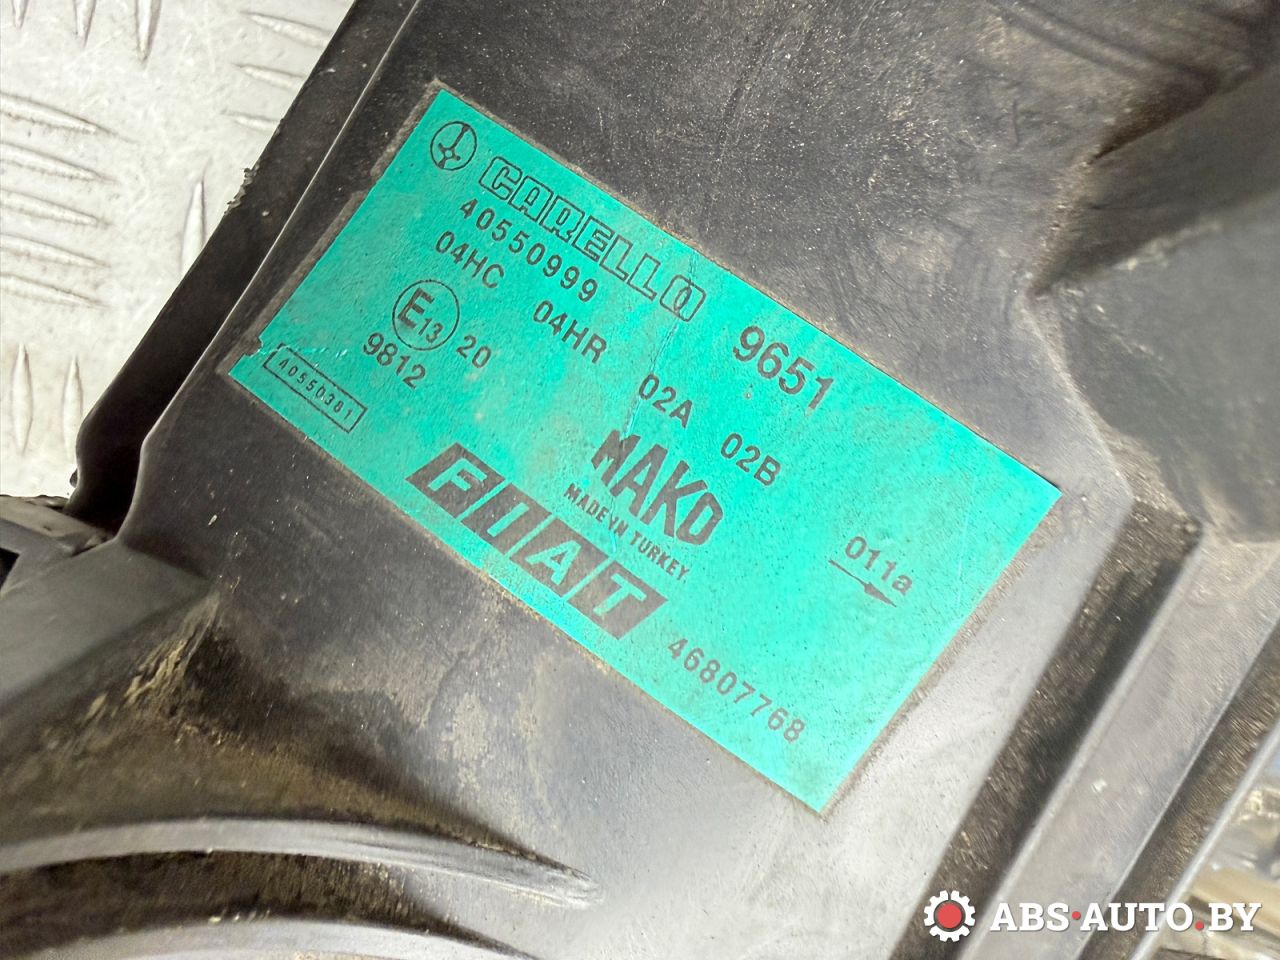 CARELLO
40550999 9651
04HC 04HR 02A 02B
E13 20
9812
40550381
MAKO
MADE IN TURKEY.
011a
FIAT
46807768
ABS-AUTO.BY